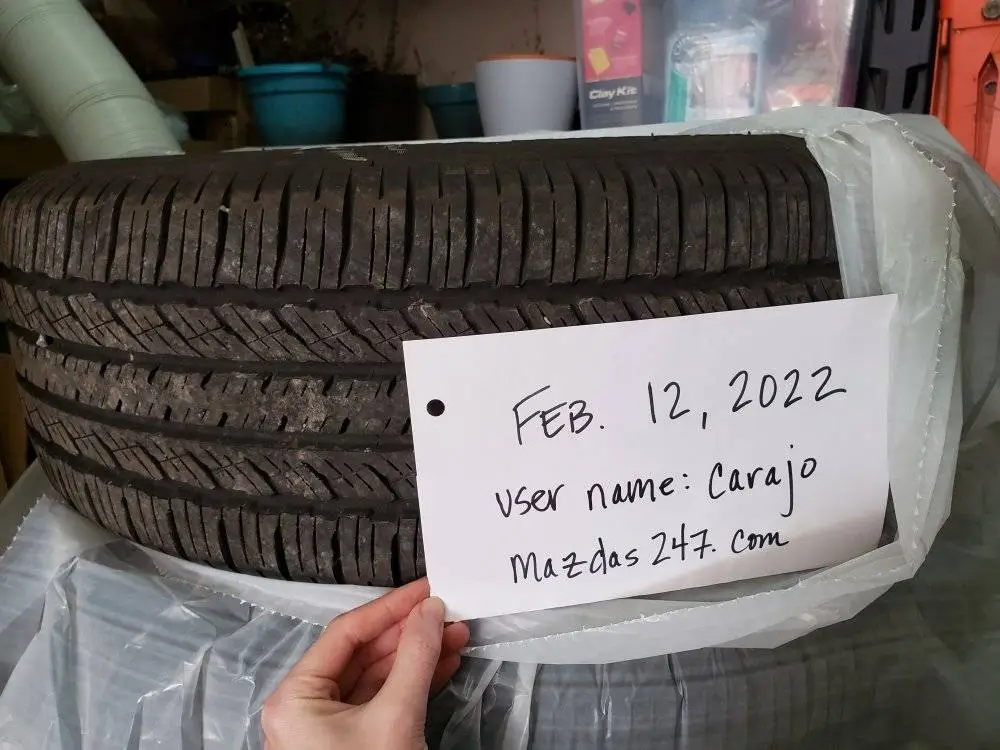 Clay Kit
FEB. 12, 2022
user name: Carajo
Mazdas247.com